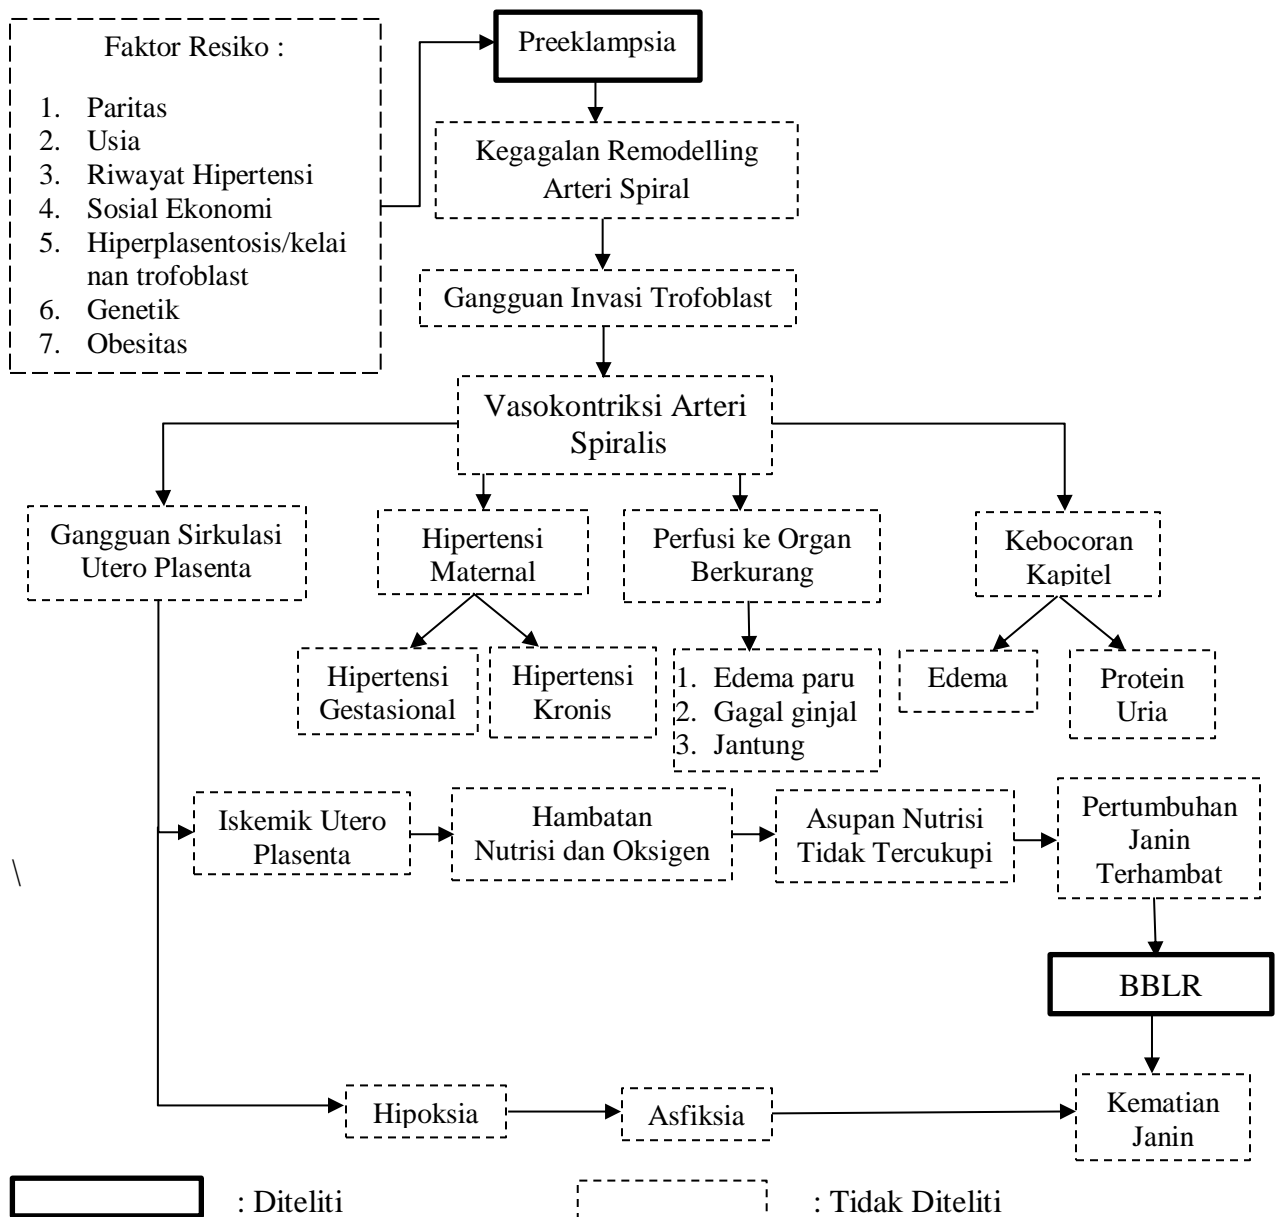 Faktor Resiko :
1. Paritas
2. Usia
3. Riwayat Hipertensi
4. Sosial Ekonomi
5. Hiperplasentosis/kelai
nan trofoblast
6. Genetik
7. Obesitas
Preeklampsia
Kegagalan Remodelling
Arteri Spiral
Gangguan Invasi Trofoblast
Vasokontriksi Arteri
Spiralis
Gangguan Sirkulasi
Utero Plasenta
Hipertensi
Maternal
Perfusi ke Organ
Berkurang
Kebocoran
Kapitel
Hipertensi
Gestasional
Hipertensi
Kronis
1. Edema paru
2. Gagal ginjal
3. Jantung
Edema
Protein
Uria
Iskemik Utero
Plasenta
Hambatan
Nutrisi dan Oksigen
Asupan Nutrisi
Tidak Tercukupi
Pertumbuhan
Janin
Terhambat
\
BBLR
Hipoksia
Asfiksia
Kematian
Janin
: Diteliti
: Tidak Diteliti